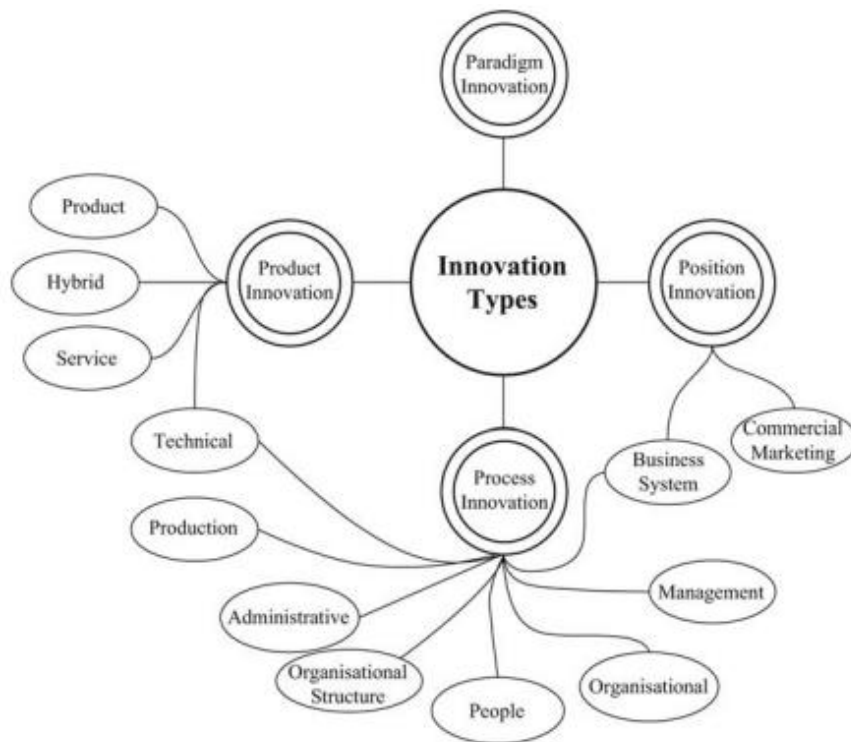 Paradigm
Innovation
Product
Hybrid
Service
Product
Innovation
Innovation
Types
Position
Innovation
Technical
Process
Innovation
Business
System
Commercial
Marketing
Production
Administrative
Organisational
Structure
People
Organisational
Management